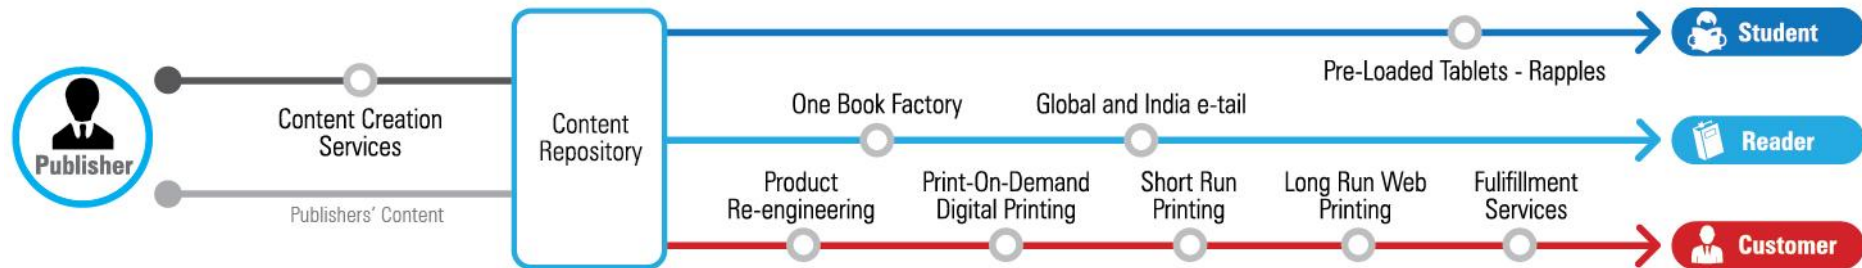 Publisher
Content Creation
Services
Publishers' Content
Content
Repository
Pre-Loaded Tablets - Rapples
Student
One Book Factory
Global and India e-tail
Reader
Product
Re-engineering
Print-On-Demand
Digital Printing
Short Run
Printing
Long Run Web
Printing
Fulifillment
Services
Customer